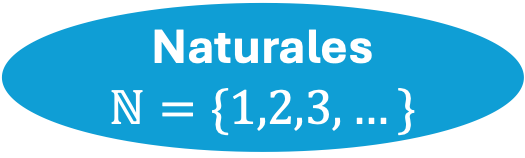 Naturales
ℕ = {1,2,3, ... }